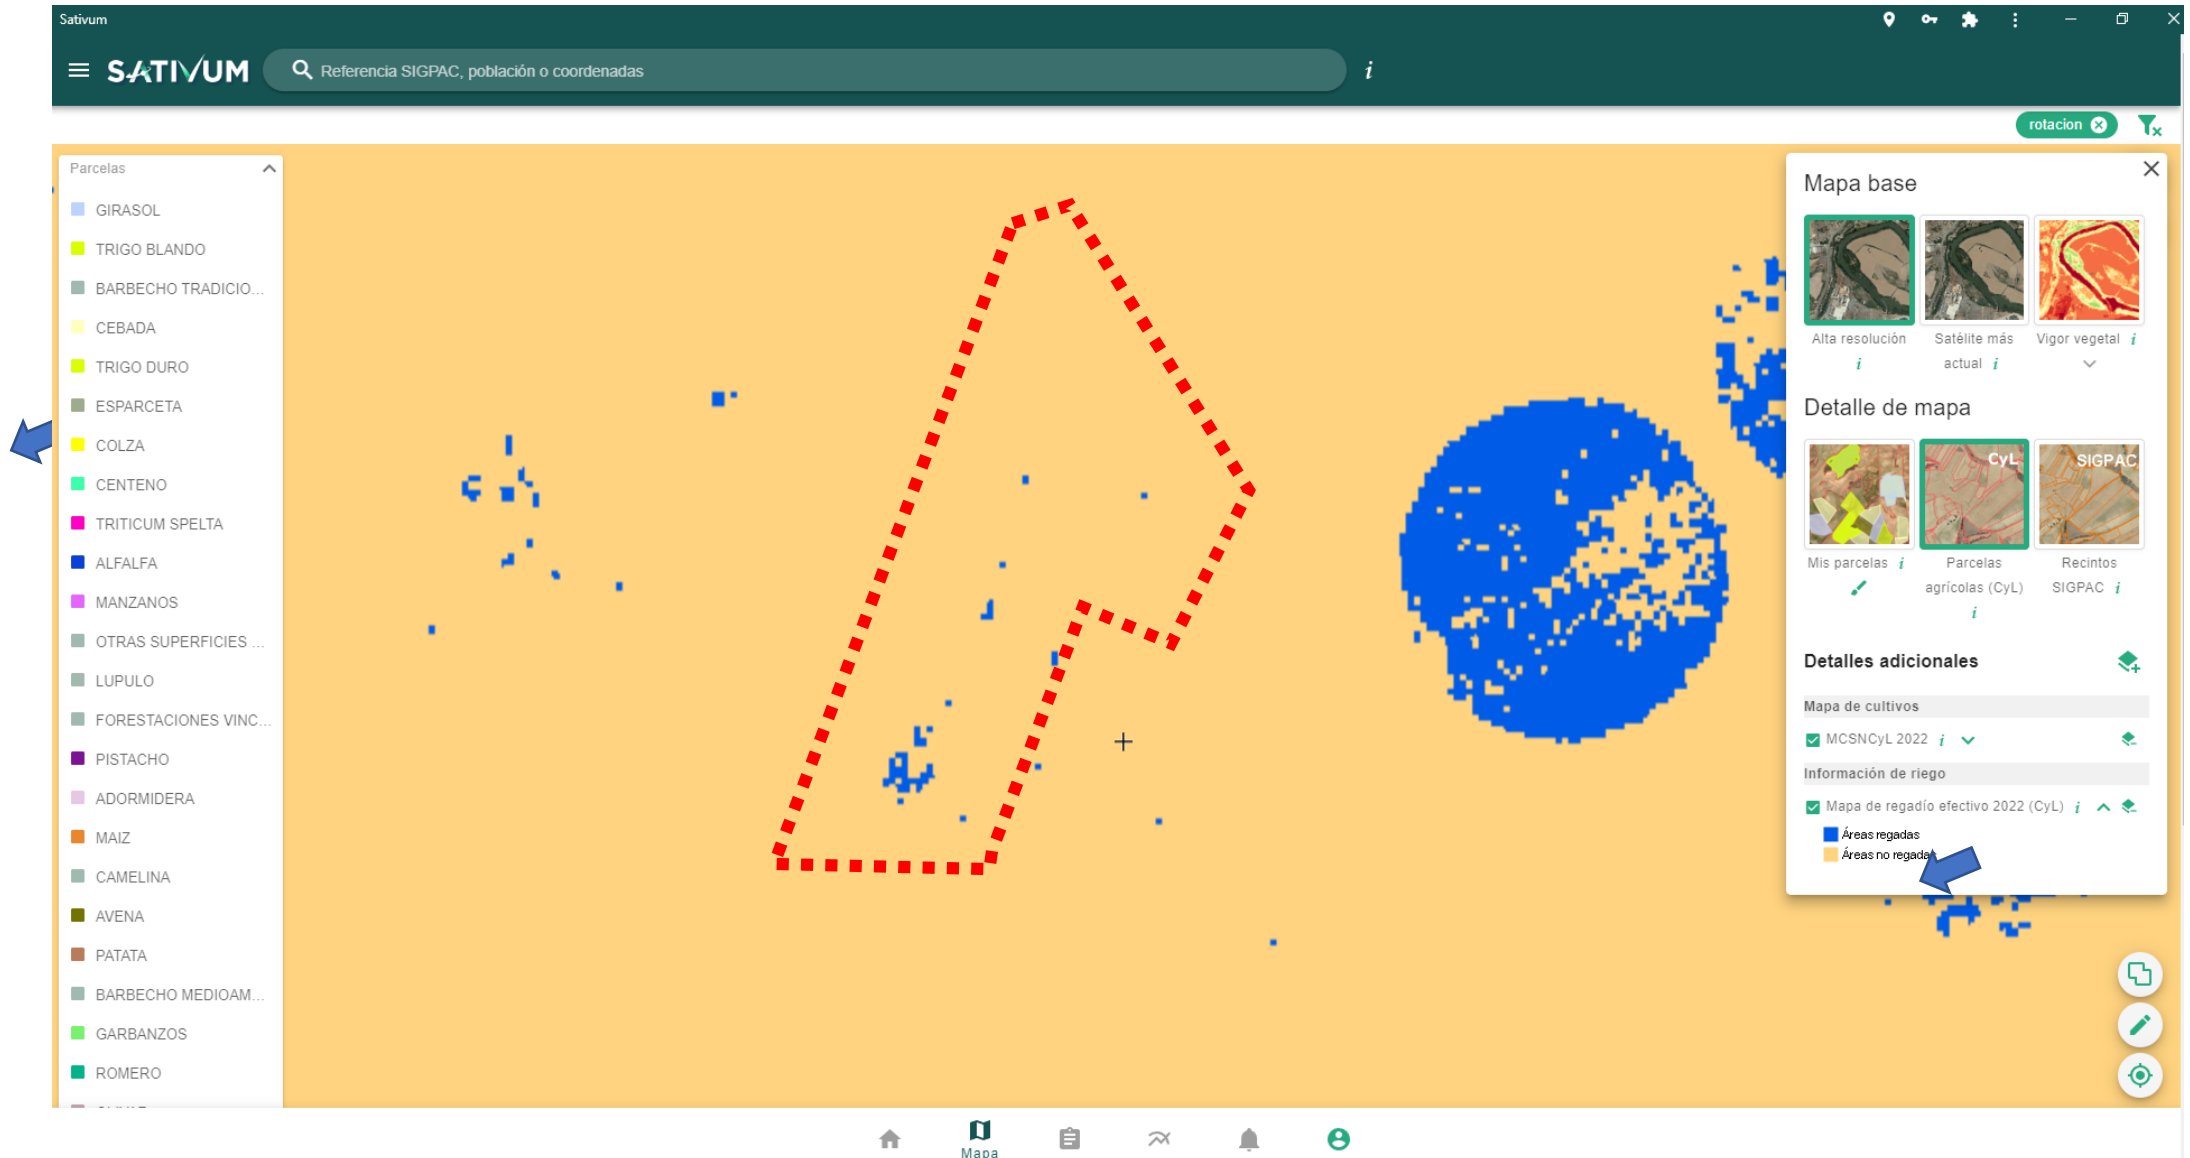 Sativum
SATIVUM
Referencia SIGPAC, población o coordenadas
i
rotacion
Parcelas
GIRASOL
TRIGO BLANDO
BARBECHO TRADICIO...
CEBADA
TRIGO DURO
ESPARCETA
COLZA
CENTENO
TRITICUM SPELTA
ALFALFA
MANZANOS
OTRAS SUPERFICIES ...
LUPULO
FORESTACIONES VINC...
PISTACHO
ADORMIDERA
MAIZ
CAMELINA
AVENA
PATATA
BARBECHO MEDIOAM...
GARBANZOS
ROMERO
Mapa base
Alta resolución
i
Satélite más
actual i
Vigor vegetal i
Detalle de mapa
CyL
SIGPAC
Mis parcelas i
Parcelas
agrícolas (CyL)
i
Recintos
SIGPAC i
Detalles adicionales
Mapa de cultivos
MCSNCyL 2022 i
Información de riego
Mapa de regadío efectivo 2022 (CyL) i
Áreas regadas
Áreas no regadas
Mapa